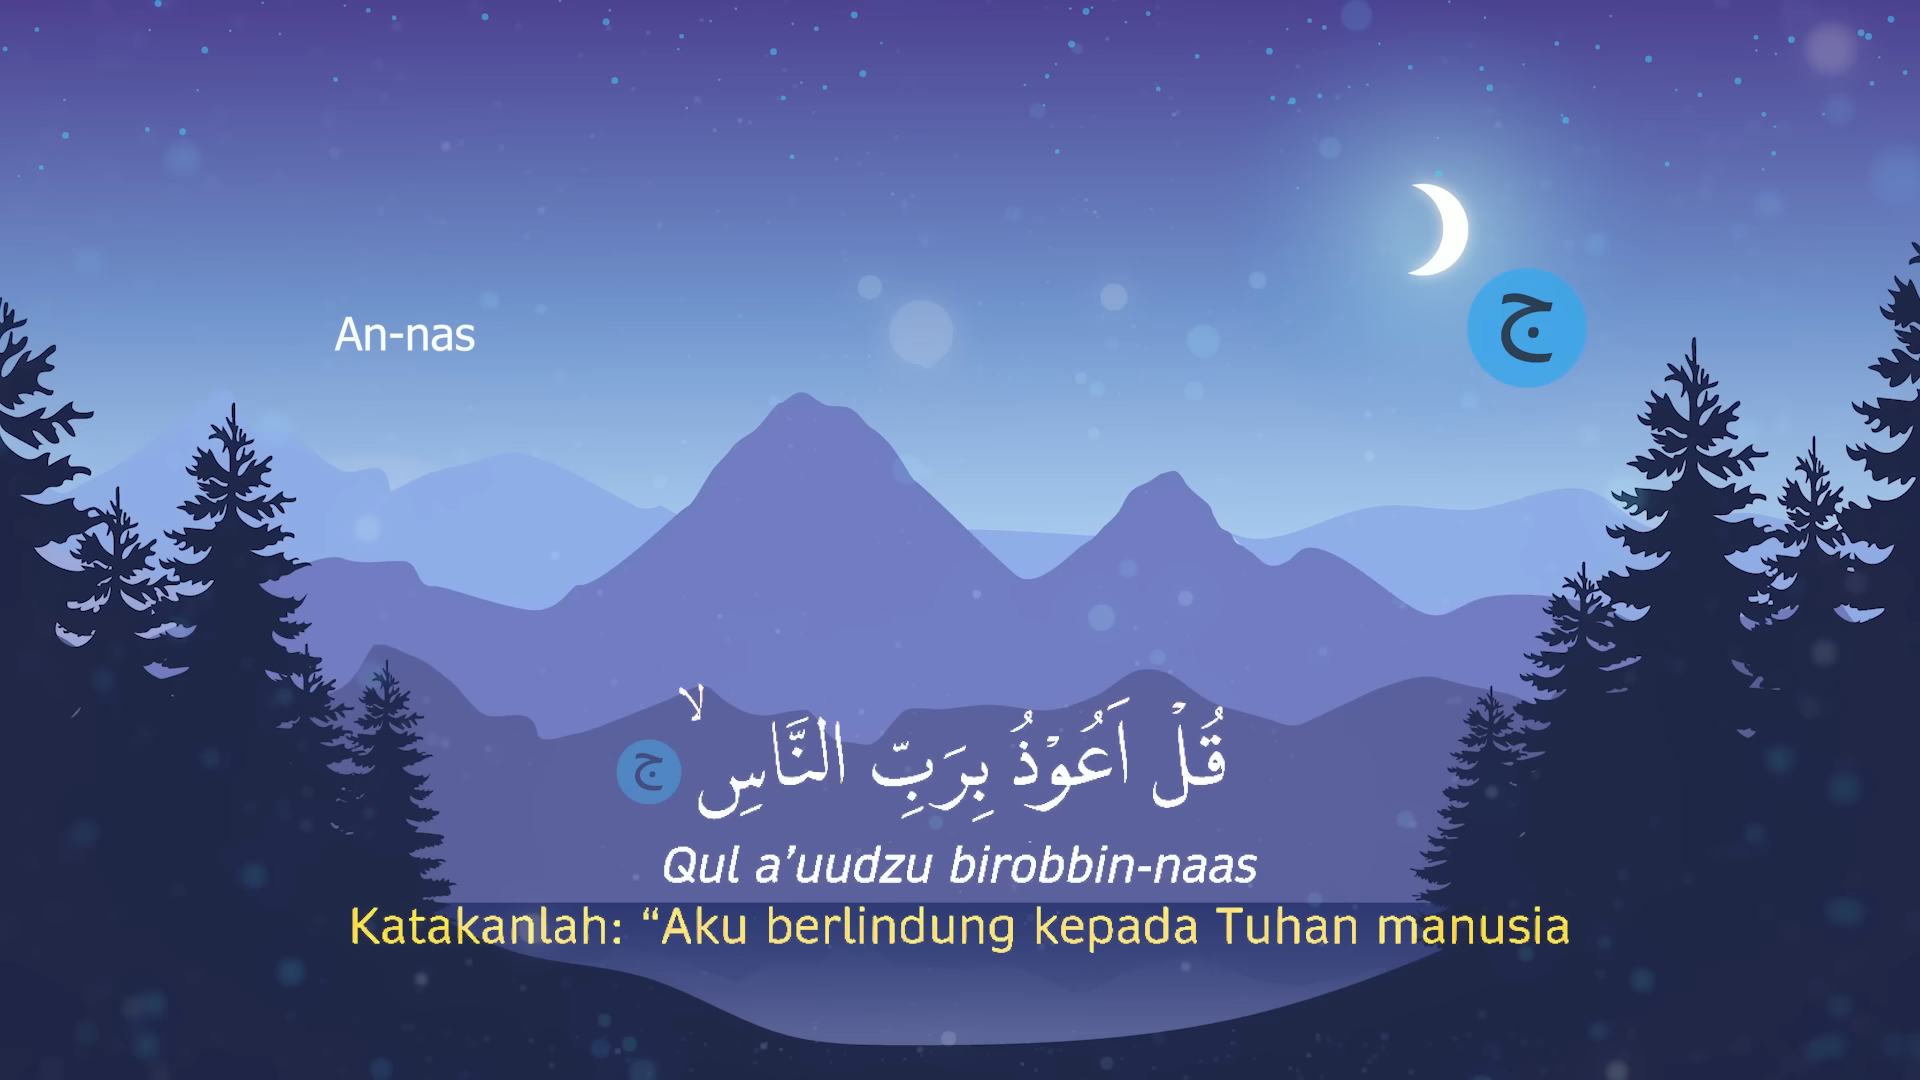 An-nas
ج
قُلْ اَعُوْذُ بِرَبِّ النَّاسِۙ ج
Qul a’uudzu birobbin-naas
Katakanlah: “Aku berlindung kepada Tuhan manusia